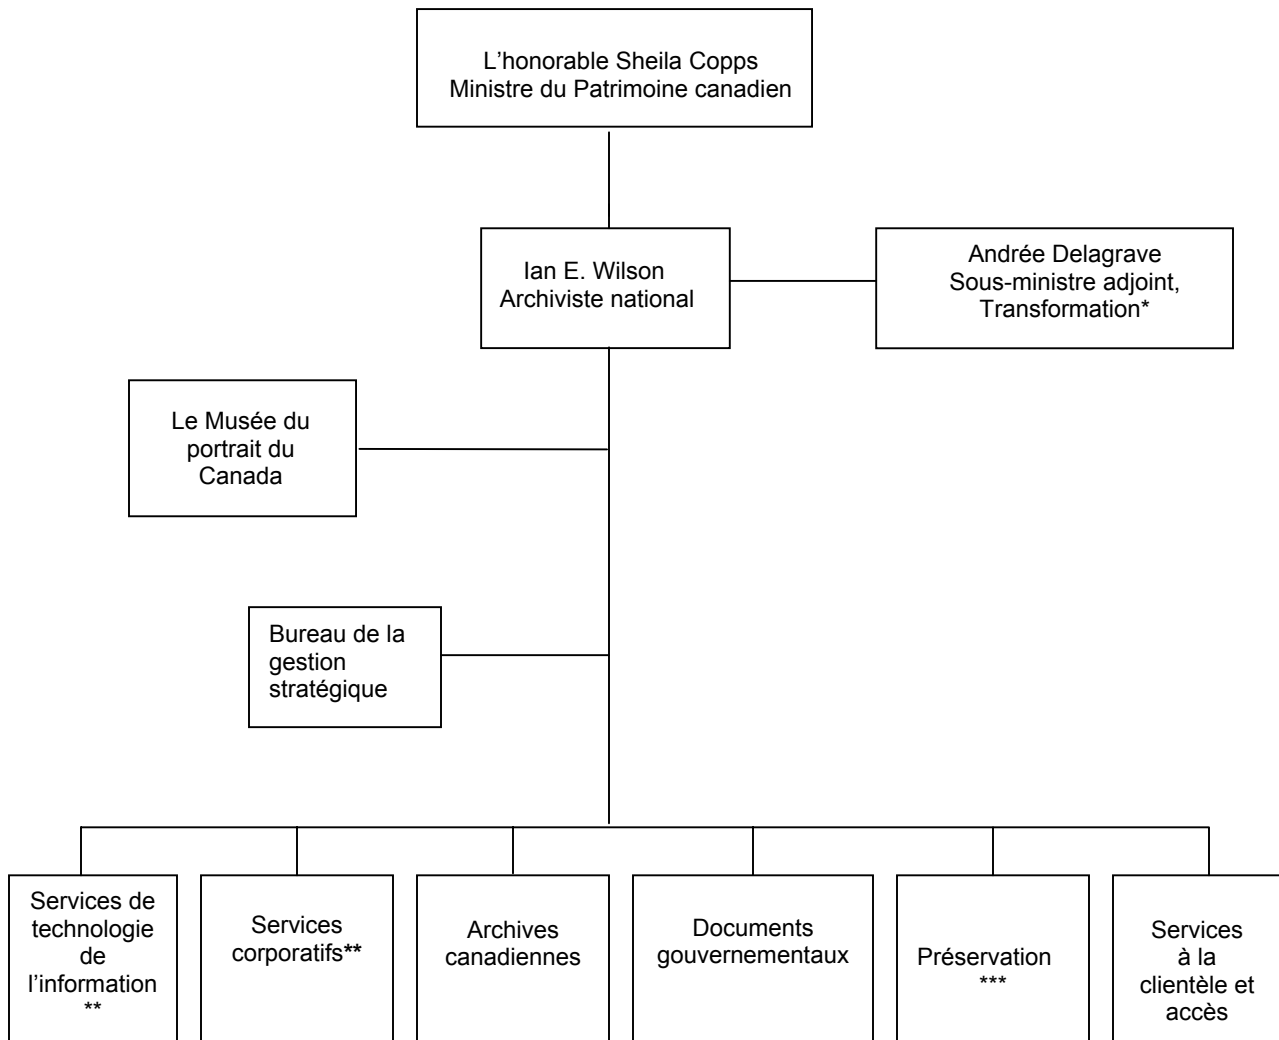 L’honorable Sheila Copps
Ministre du Patrimoine canadien
Ian E. Wilson
Archiviste national
Andrée Delagrave
Sous-ministre adjoint,
Transformation*
Le Musée du
portrait du
Canada
Bureau de la
gestion
stratégique
Services de
technologie
de
l’information
**
Services
corporatifs**
Archives
canadiennes
Documents
gouvernementaux
Préservation
***
Services
à la
clientèle et
accès